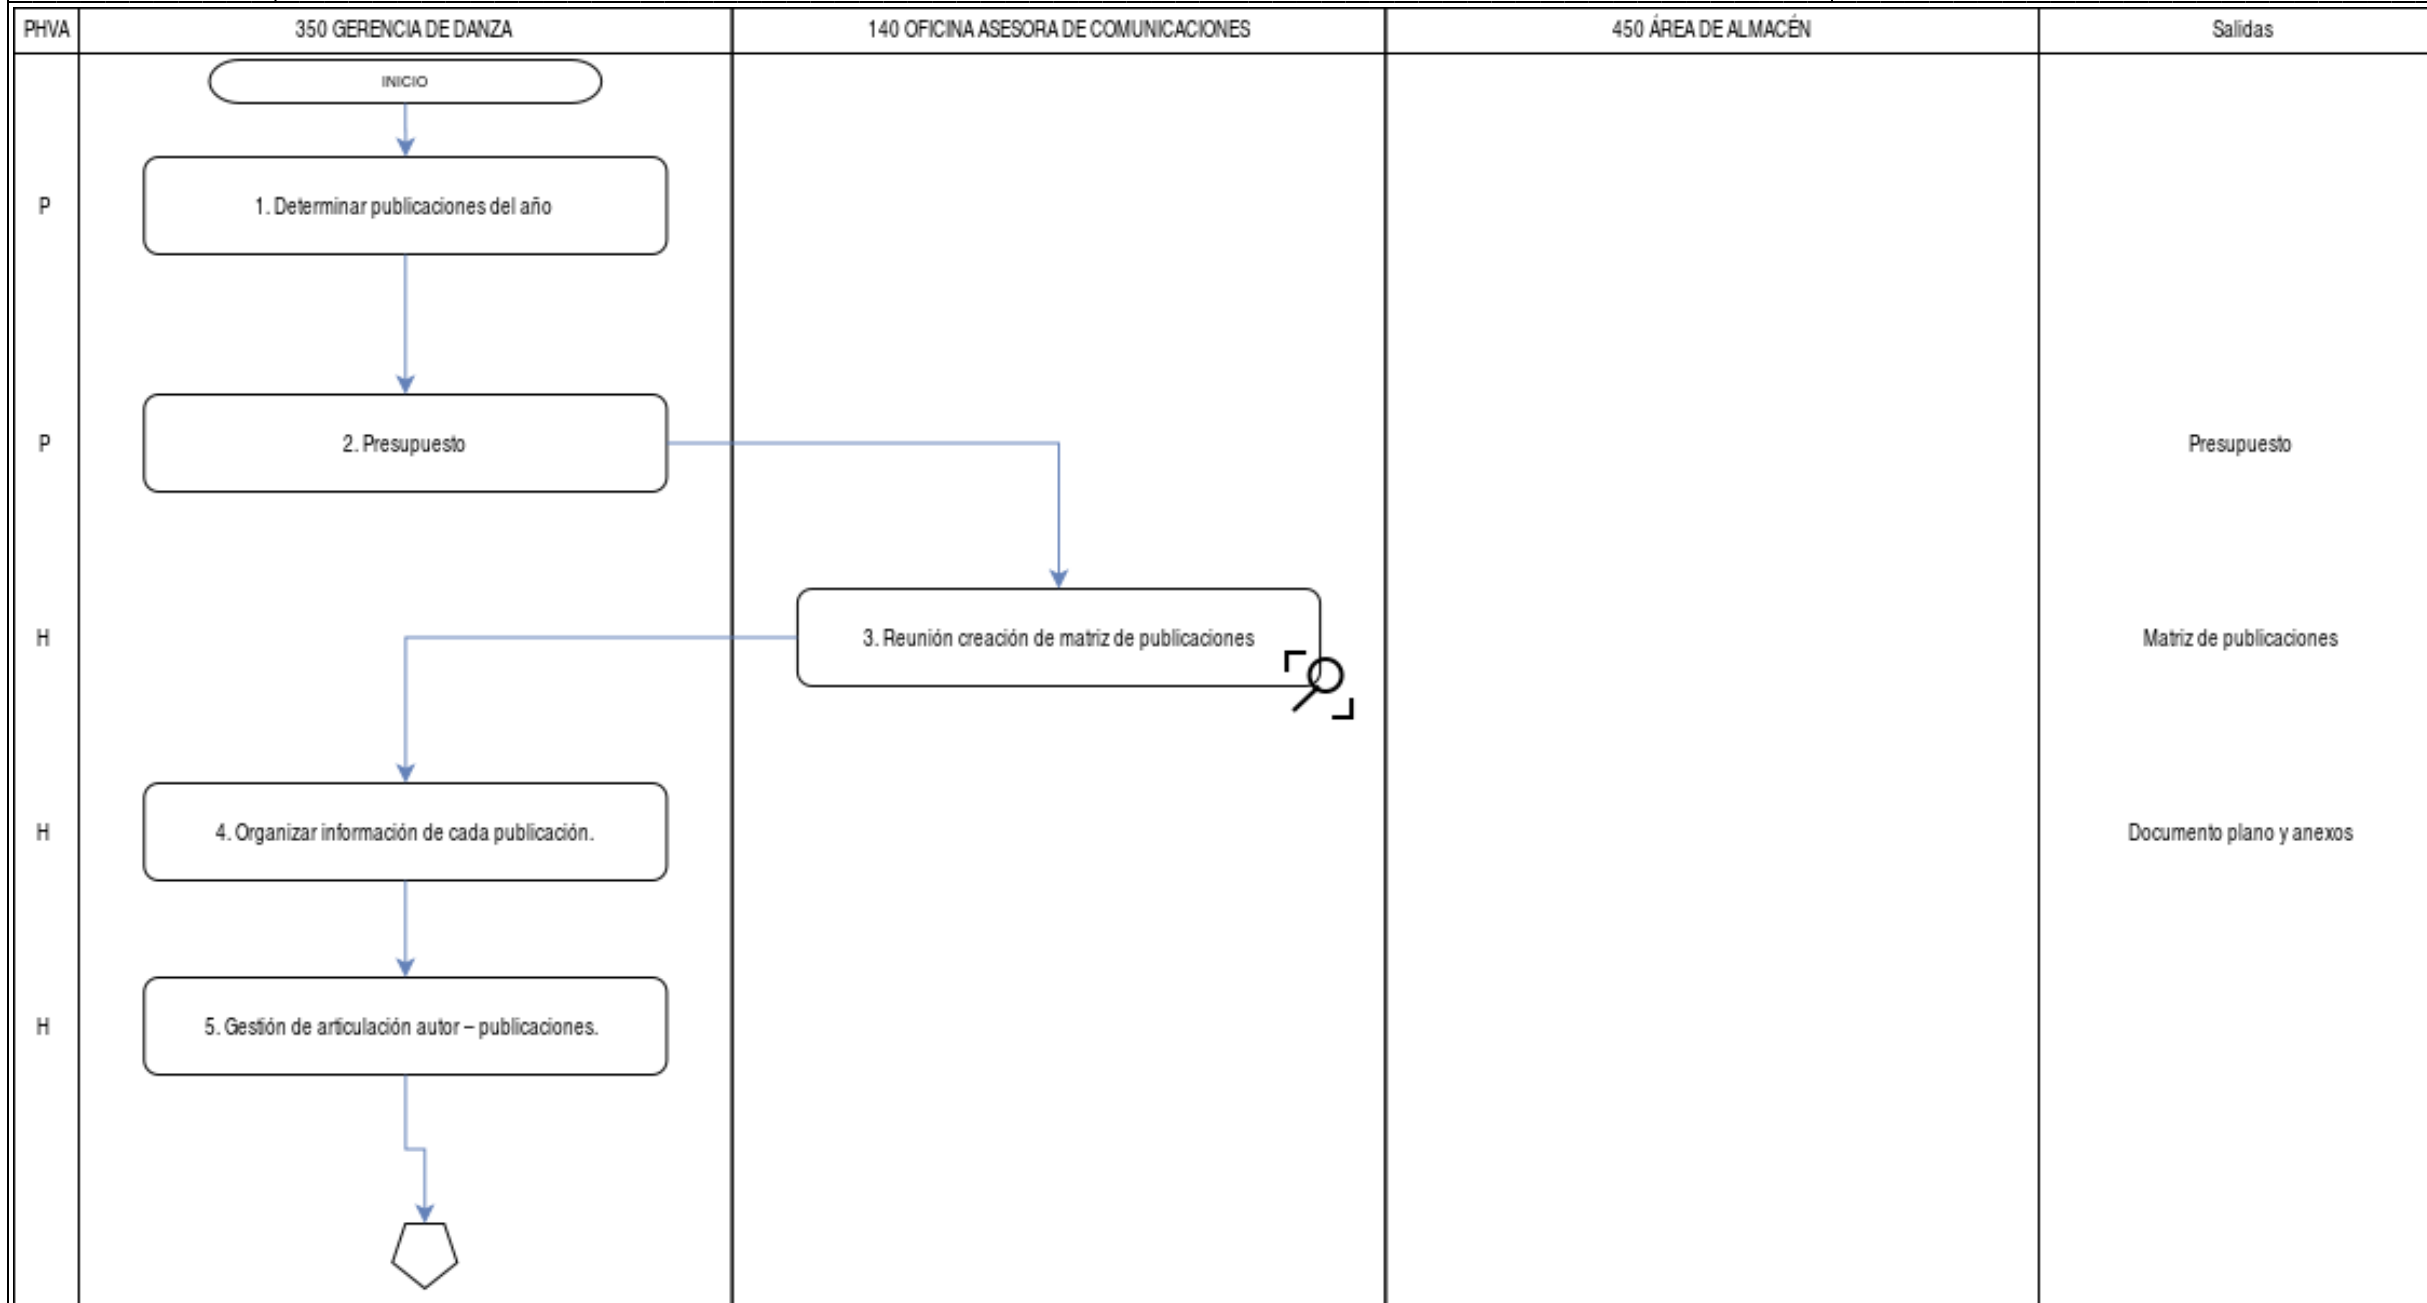 PHVA 350 GERENCIA DE DANZA 140 OFICINA ASESORA DE COMUNICACIONES 450 ÁREA DE ALMACÉN Salidas
INICIO
P 1. Determinar publicaciones del año
P 2. Presupuesto Presupuesto
H 3. Reunión creación de matriz de publicaciones Matriz de publicaciones
H 4. Organizar información de cada publicación. Documento plano y anexos
H 5. Gestión de articulación autor – publicaciones.